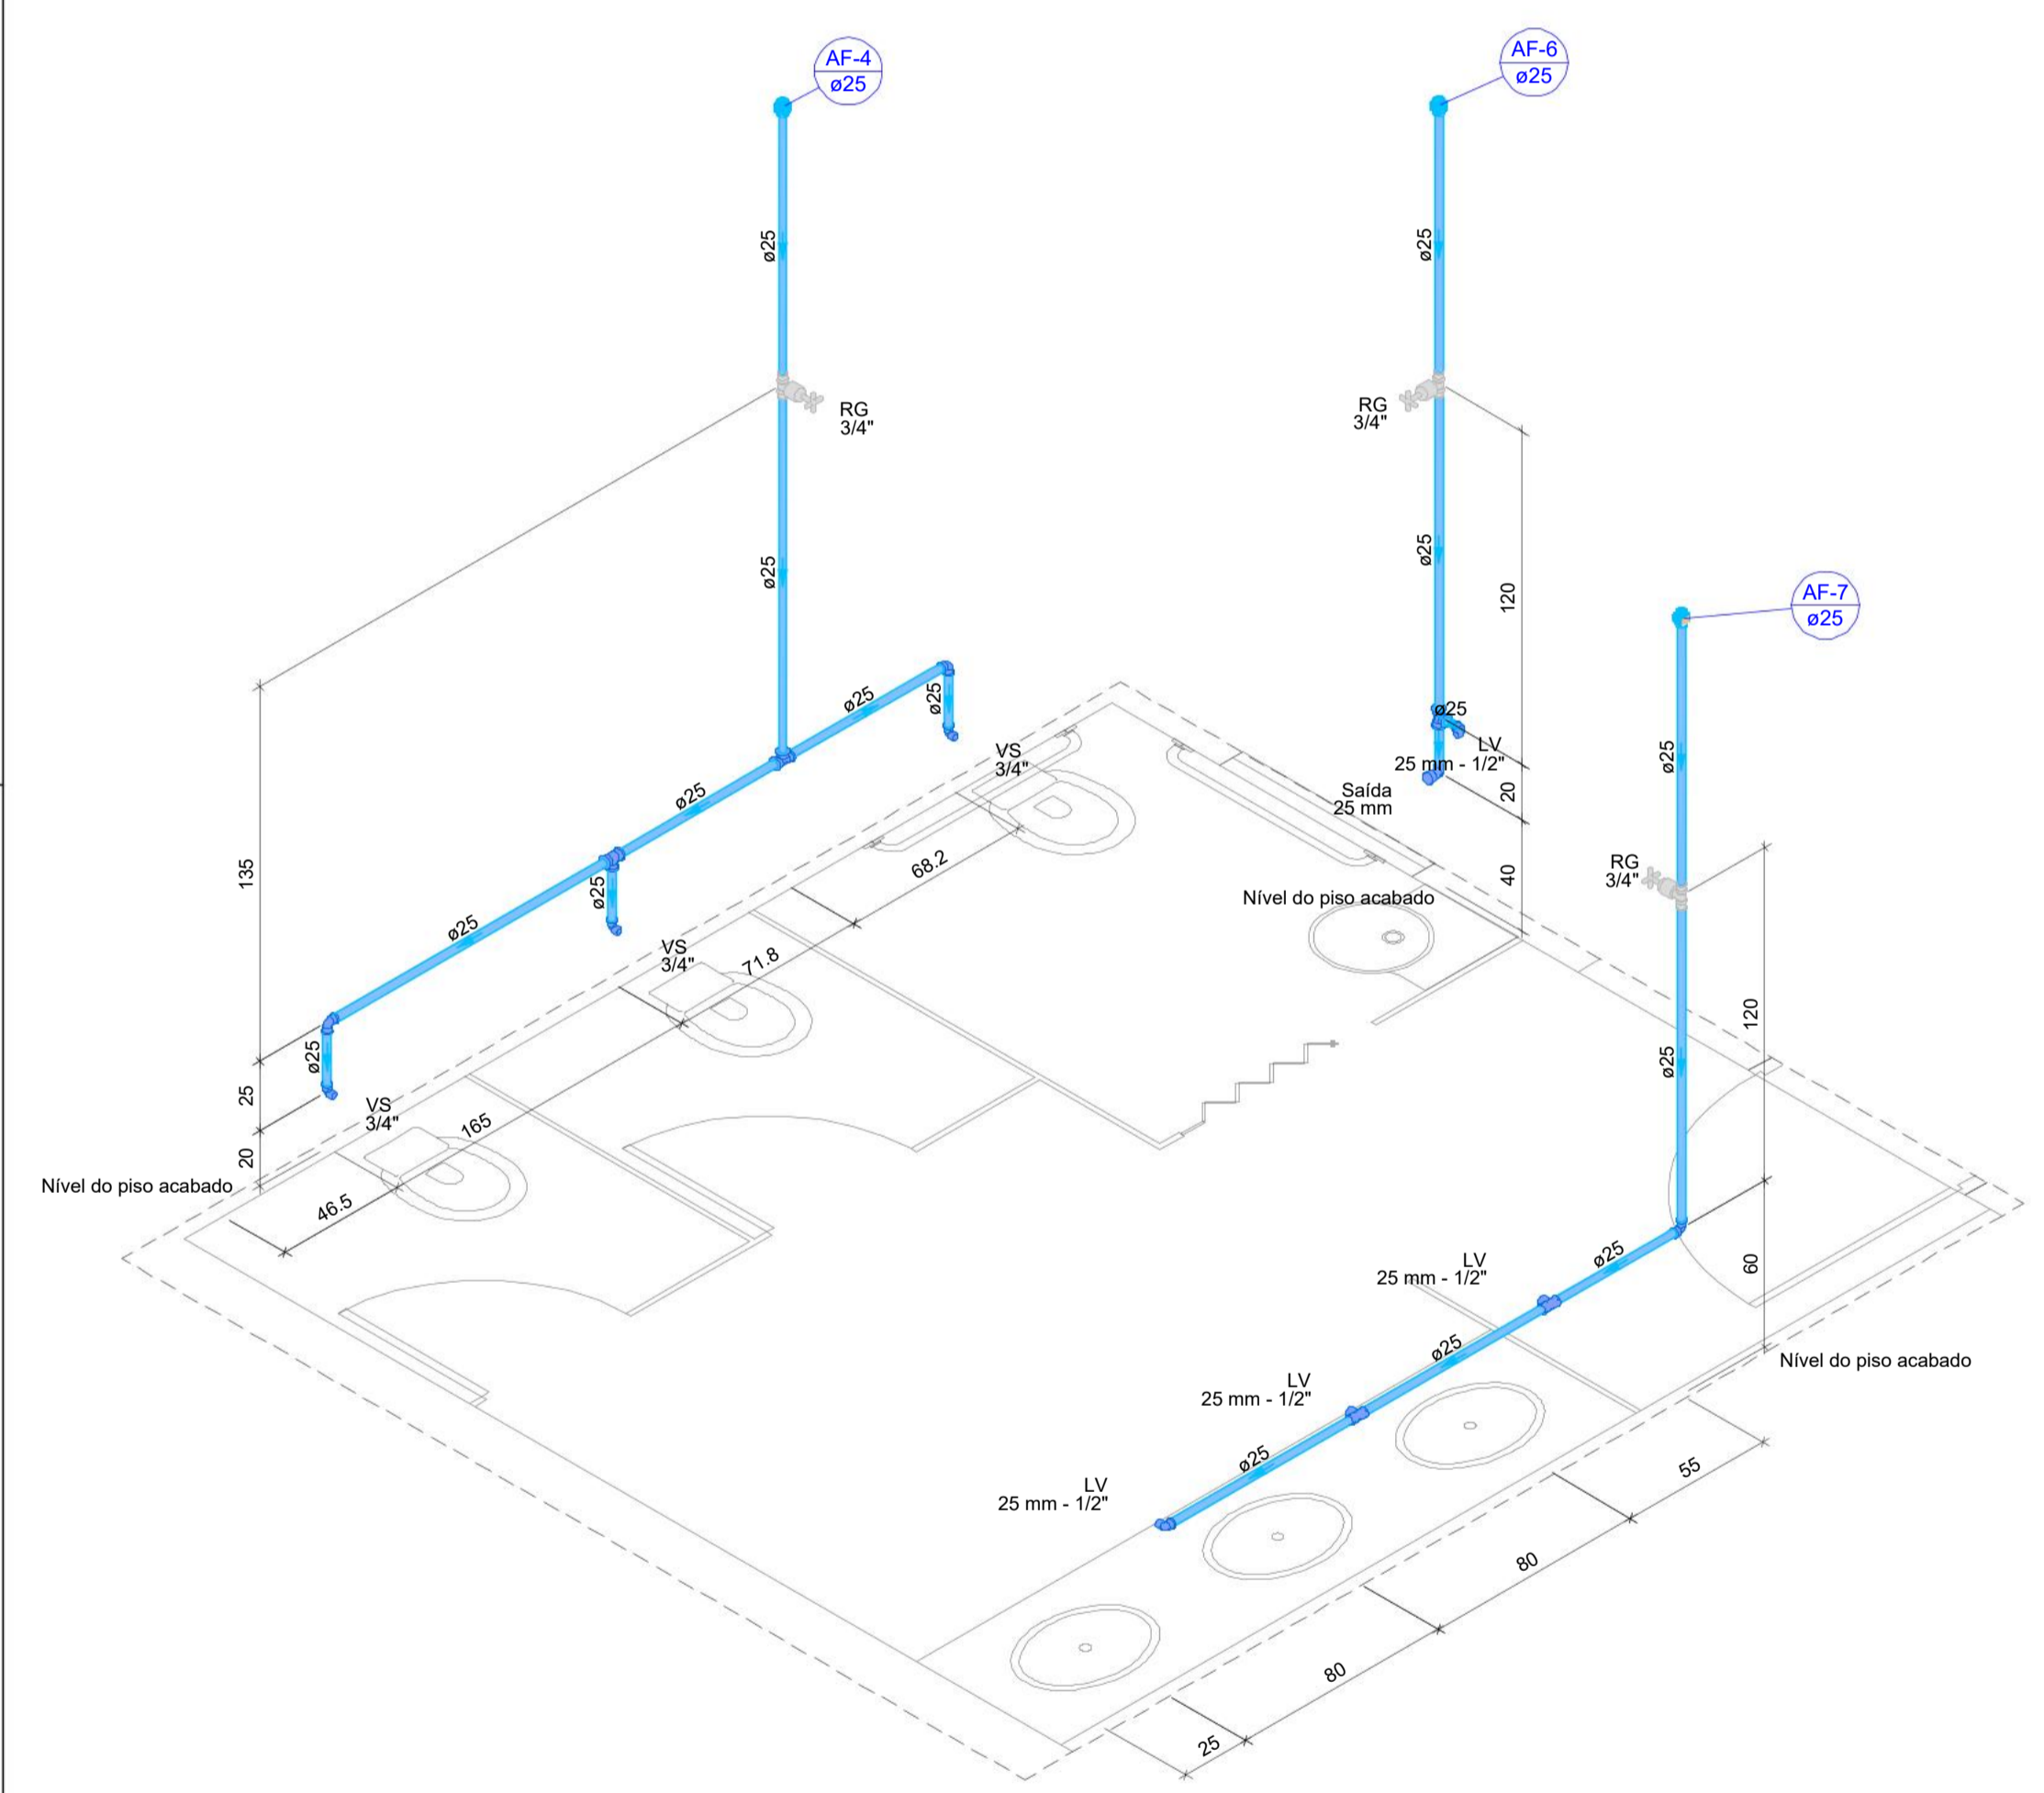 AF-4
ø25
AF-6
ø25
ø25
ø25
RG
3/4"
RG
3/4"
ø25
ø25
120
AF-7
ø25
ø25
ø25
ø25
LV
25 mm - 1/2"
VS
3/4"
Saída
25 mm
20
ø25
ø25
135
68.2
40
RG
3/4"
Nível do piso acabado
ø25
ø25
VS
3/4"
71.8
120
ø25
ø25
25
VS
3/4"
165
20
Nível do piso acabado
46.5
LV
25 mm - 1/2"
ø25
60
ø25
Nível do piso acabado
LV
25 mm - 1/2"
ø25
55
LV
25 mm - 1/2"
80
80
25